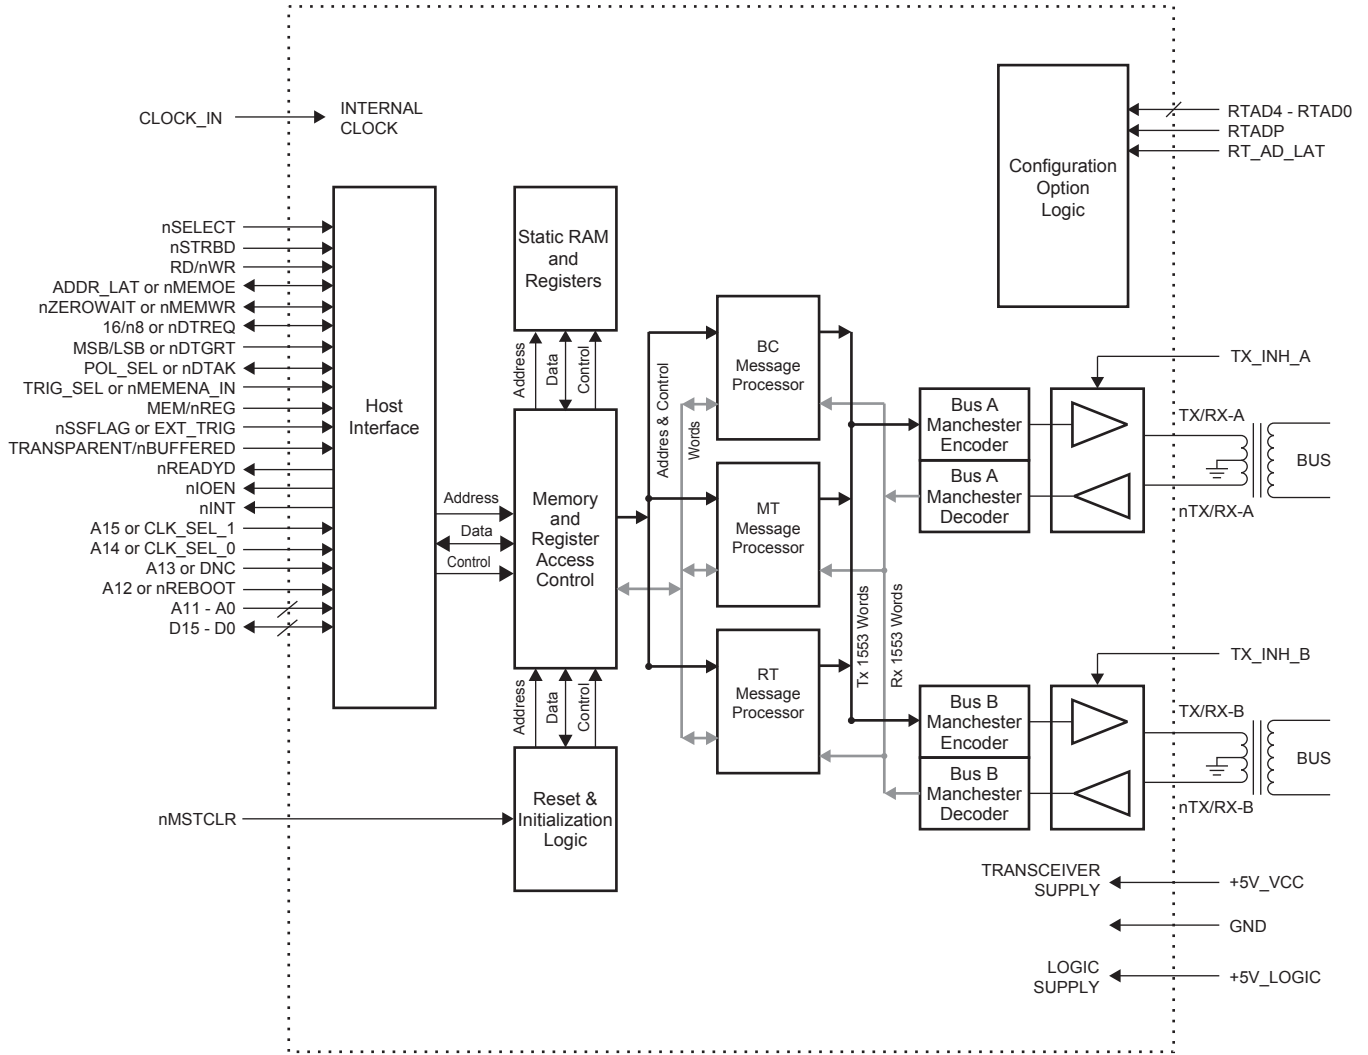 CLOCK_IN
INTERNAL
CLOCK
RTAD4 - RTAD0
RTADP
RT_AD_LAT
Configuration
Option
Logic
nSELECT
nSTRBD
RD/nWR
ADDR_LAT or nMEMOE
nZEROWAIT or nMEMWR
16/n8 or nDTREQ
MSB/LSB or nDTGRT
POL_SEL or nDTAK
TRIG_SEL or nMEMENA_IN
MEM/nREG
nSSFLAG or EXT_TRIG
TRANSPARENT/nBUFFERED
nREADYD
nIOEN
nINT
A15 or CLK_SEL_1
A14 or CLK_SEL_0
A13 or DNC
A12 or nREBOOT
A11 - A0
D15 - D0
nMSTCLR
Host
Interface
Address
Data
Control
Static RAM
and
Registers
Address
Data
Control
Memory
and
Register
Access
Control
Address
Data
Control
Reset &
Initialization
Logic
Addres & Control
Words
BC
Message
Processor
MT
Message
Processor
RT
Message
Processor
Tx 1553 Words
Rx 1553 Words
Bus A
Manchester
Encoder
Bus A
Manchester
Decoder
TX_INH_A
TX/RX-A
nTX/RX-A
BUS
Bus B
Manchester
Encoder
Bus B
Manchester
Decoder
TX_INH_B
TX/RX-B
nTX/RX-B
BUS
TRANSCEIVER
SUPPLY
+5V_VCC
GND
LOGIC
SUPPLY
+5V_LOGIC